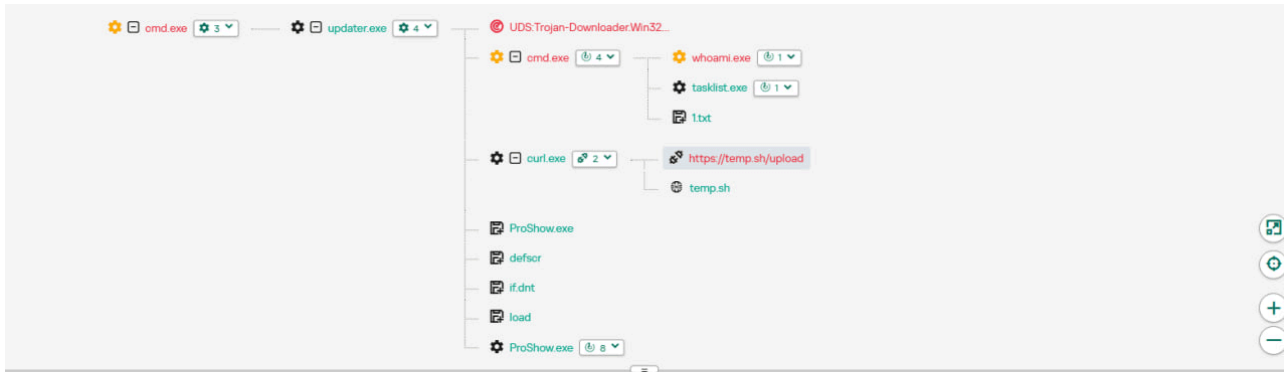 cmd.exe 3 updater.exe 4 UDS:Trojan-Downloader.Win32...
cmd.exe 4 whoami.exe 1
tasklist.exe 1
1.txt
curl.exe 2 https://temp.sh/upload
temp.sh
ProShow.exe
defscr
if.dnt
load
ProShow.exe 8